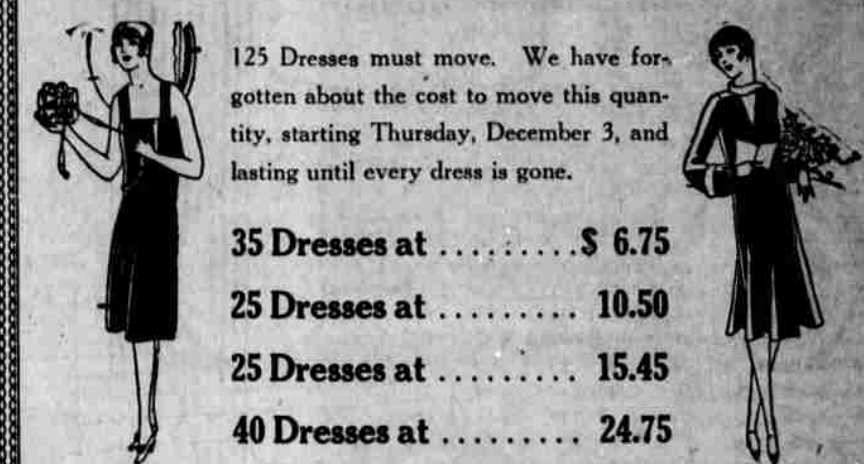 125 Dresses must move. We have for-
gotten about the cost to move this quan-
tity, starting Thursday, December 3, and
lasting until every dress is gone.
35 Dresses at ..........$ 6.75
25 Dresses at ......... 10.50
25 Dresses at ......... 15.45
40 Dresses at ......... 24.75